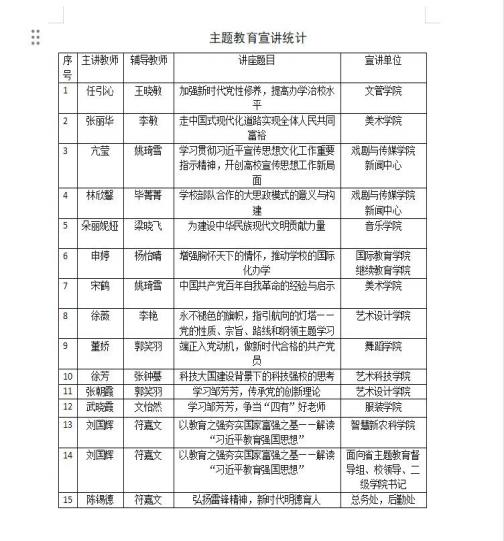 主题教育宣讲统计
序号 主讲教师 辅导教师 讲座题目 宣讲单位
1 任引沁 王晓敏 加强新时代党性修养，提高办学治校水平 文管学院
2 张丽华 李敏 走中国式现代化道路实现全体人民共同富裕 美术学院
3 亢莹 姚琦雪 学习贯彻习近平宣传思想文化工作重要指示精神，开创高校宣传思想工作新局面 戏剧与传媒学院 新闻中心
4 林欣馨 毕菁菁 学校部队合作的大思政模式的意义与构建 戏剧与传媒学院 新闻中心
5 朵丽妮娅 梁晓飞 为建设中华民族现代文明贡献力量 音乐学院
6 申婷 杨怡晴 增强胸怀天下的情怀，推动学校的国际化办学 国际教育学院 继续教育学院
7 宋鹤 姚琦雪 中国共产党百年自我革命的经验与启示 美术学院
8 徐薇 李艳 永不褪色的旗帜，指引航向的灯塔——党的性质、宗旨、路线和纲领主题学习 艺术设计学院
9 董娇 郭笑羽 端正入党动机，做新时代合格的共产党员 舞蹈学院
10 徐芳 张钟蔓 科技大国建设背景下的科技强校的思考 艺术科技学院
11 张朝霞 郭笑羽 学习邹芳芳，传承党的创新理论 艺术设计学院
12 武晓霞 文怡然 学习邹芳芳，争当“四有”好老师 服装学院
13 刘国辉 符嘉文 以教育之强夯实国家富强之基——解读“习近平教育强国思想” 智慧新农科学院
14 刘国辉 符嘉文 以教育之强夯实国家富强之基——解读“习近平教育强国思想” 面向省主题教育督导组、校领导、二级学院书记
15 陈锡德 符嘉文 弘扬雷锋精神，新时代明德育人 总务处，后勤处